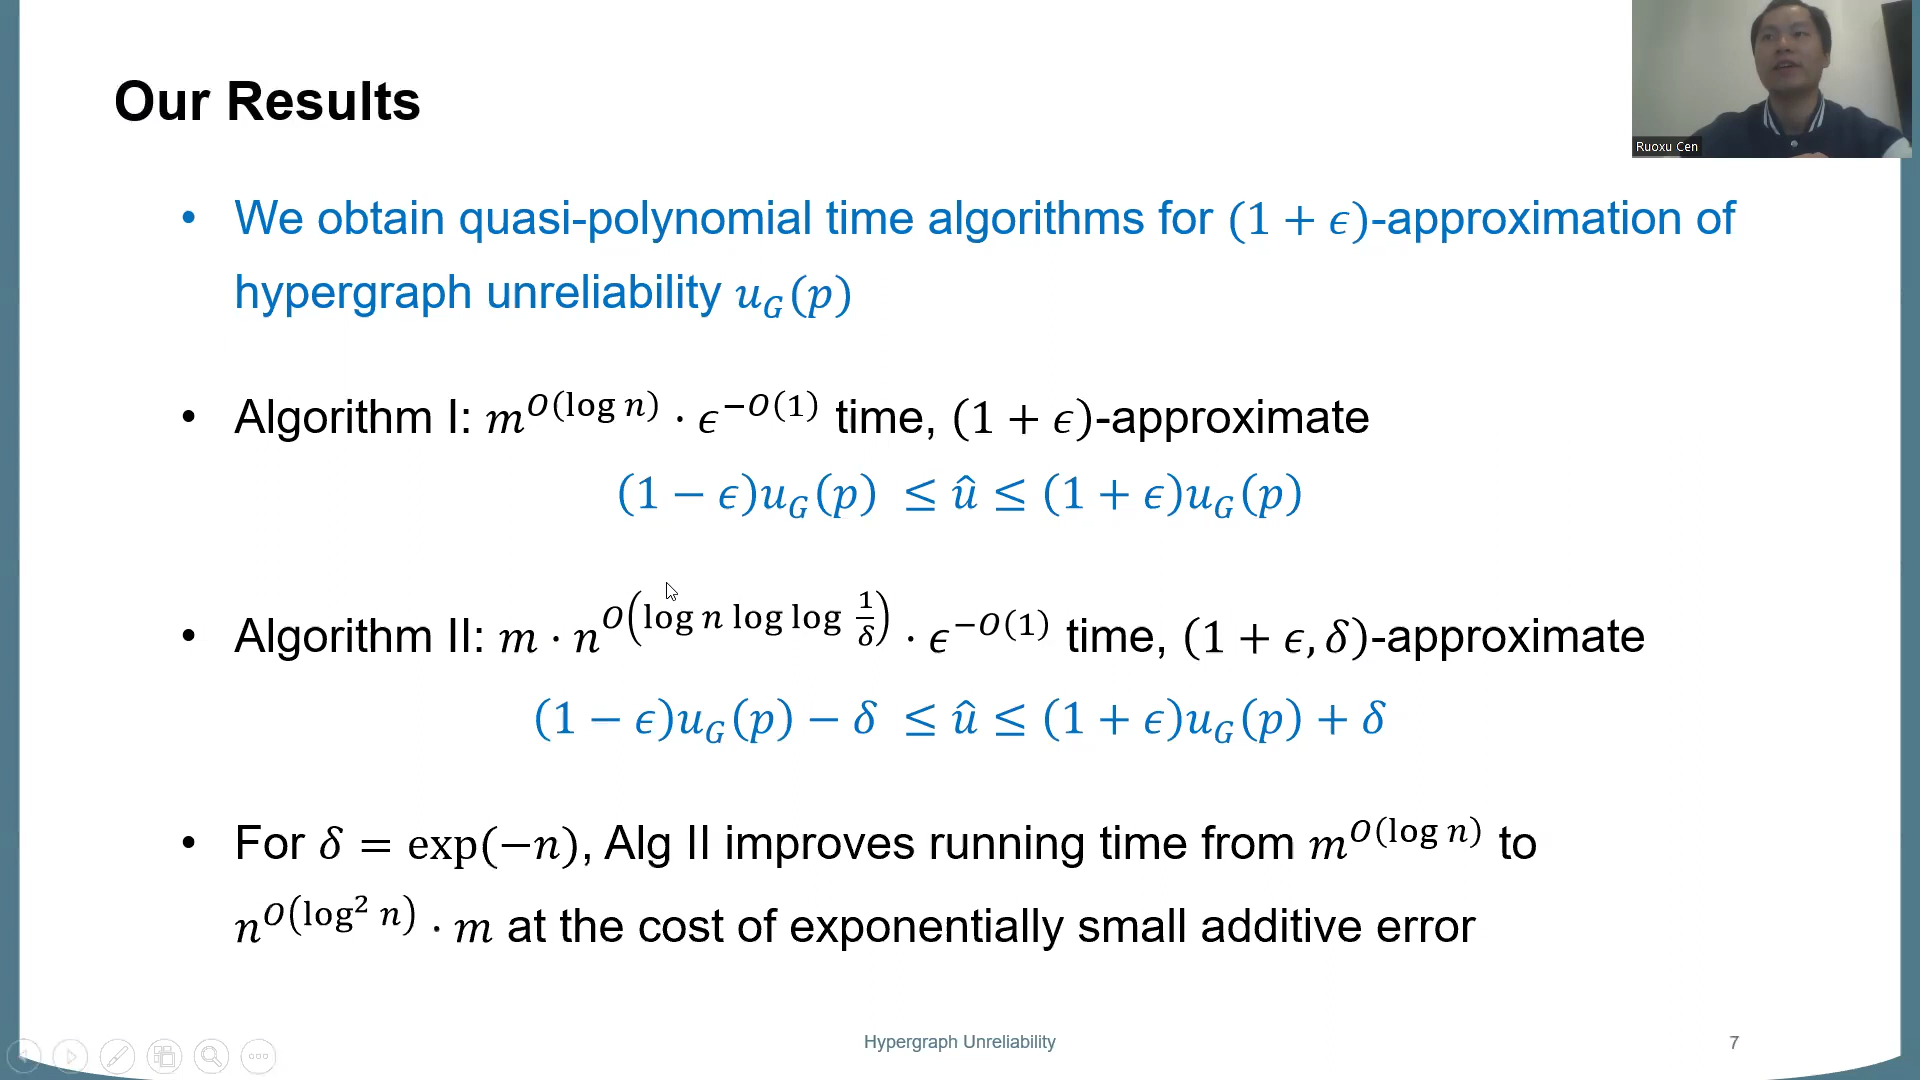 Our Results
Ruoxu Cen
• We obtain quasi-polynomial time algorithms for (1 + ϵ)-approximation of
hypergraph unreliability u_G(p)
• Algorithm I: m^{O(log n)} · ϵ^{−O(1)} time, (1 + ϵ)-approximate
(1 − ϵ)u_G(p) ≤ û ≤ (1 + ϵ)u_G(p)
• Algorithm II: m · n^{O(log n log log 1/δ)} · ϵ^{−O(1)} time, (1 + ϵ, δ)-approximate
(1 − ϵ)u_G(p) − δ ≤ û ≤ (1 + ϵ)u_G(p) + δ
• For δ = exp(−n), Alg II improves running time from m^{O(log n)} to
n^{O(log² n)} · m at the cost of exponentially small additive error
Hypergraph Unreliability
7